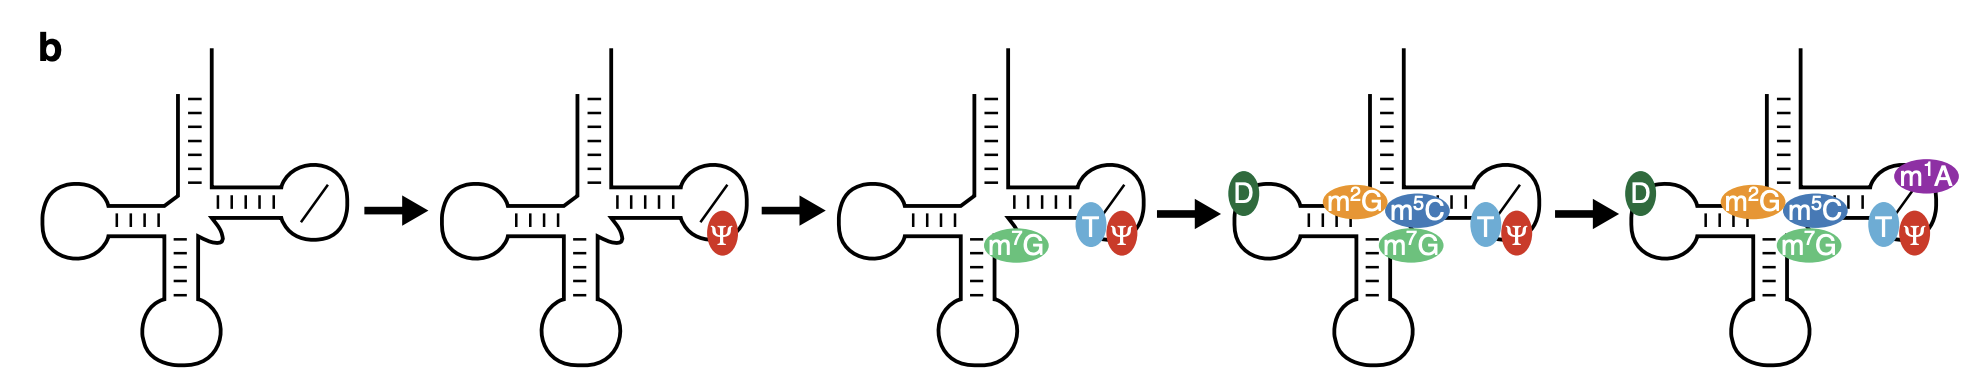 b
Ψ
m⁷G T Ψ
D m²G m⁵C m⁷G T Ψ
D m²G m⁵C m⁷G T Ψ m¹A